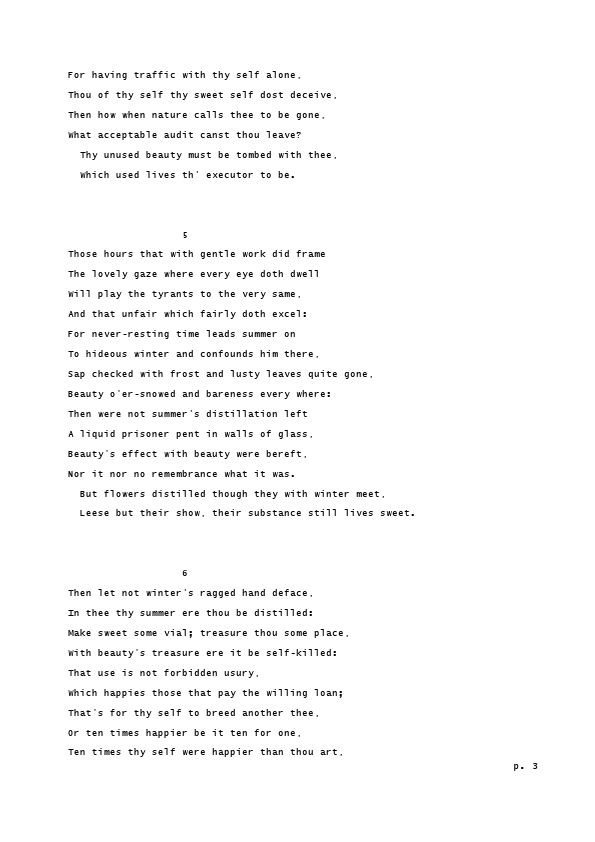 For having traffic with thy self alone,
Thou of thy self thy sweet self dost deceive,
Then how when nature calls thee to be gone,
What acceptable audit canst thou leave?
Thy unused beauty must be tombed with thee,
Which used lives th' executor to be.
5
Those hours that with gentle work did frame
The lovely gaze where every eye doth dwell
Will play the tyrants to the very same,
And that unfair which fairly doth excel:
For never-resting time leads summer on
To hideous winter and confounds him there,
Sap checked with frost and lusty leaves quite gone,
Beauty o'er-snowed and bareness every where:
Then were not summer's distillation left
A liquid prisoner pent in walls of glass,
Beauty's effect with beauty were bereft,
Nor it nor no remembrance what it was.
But flowers distilled though they with winter meet,
Leese but their show, their substance still lives sweet.
6
Then let not winter's ragged hand deface,
In thee thy summer ere thou be distilled:
Make sweet some vial; treasure thou some place,
With beauty's treasure ere it be self-killed:
That use is not forbidden usury,
Which happies those that pay the willing loan;
That's for thy self to breed another thee,
Or ten times happier be it ten for one,
Ten times thy self were happier than thou art,
p. 3